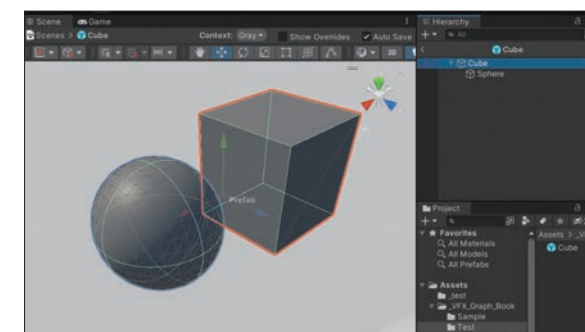 Scene Game
Scenes > Cube Context: Gray Show Overrides Auto Save
Prefab
Hierarchy
All
Cube
Cube
Sphere
Project
Favorites
All Materials
All Models
All Prefabs
Assets
_test
_VFX_Graph_Book
Sample
Test
Assets > _V
Cube